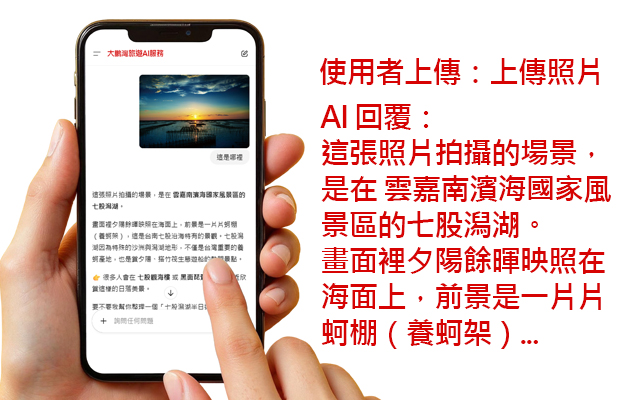 大鵬灣旅遊AI服務
這是哪裡
這張照片拍攝的場景，是在 雲嘉南濱海國家風景區的
七股潟湖。
畫面裡夕陽餘暉映照在海面上，前景是一片片蚵棚
（養蚵架），這是台南七股沿海特有的景觀。七股潟
湖因為特殊的沙洲與潟湖地形，不僅是台灣重要的養
蚵基地，也是賞夕陽、搭竹筏生態遊船的
景點。
👉 很多人會在 七股觀海樓 或 黑面琵
欣
賞這樣的日落美景。
要不要我幫你整理一個「七股潟湖半日
+ 詢問任何問題
使用者上傳：上傳照片
AI 回覆：
這張照片拍攝的場景，
是在 雲嘉南濱海國家風
景區的七股潟湖。
畫面裡夕陽餘暉映照在
海面上，前景是一片片
蚵棚（養蚵架）...